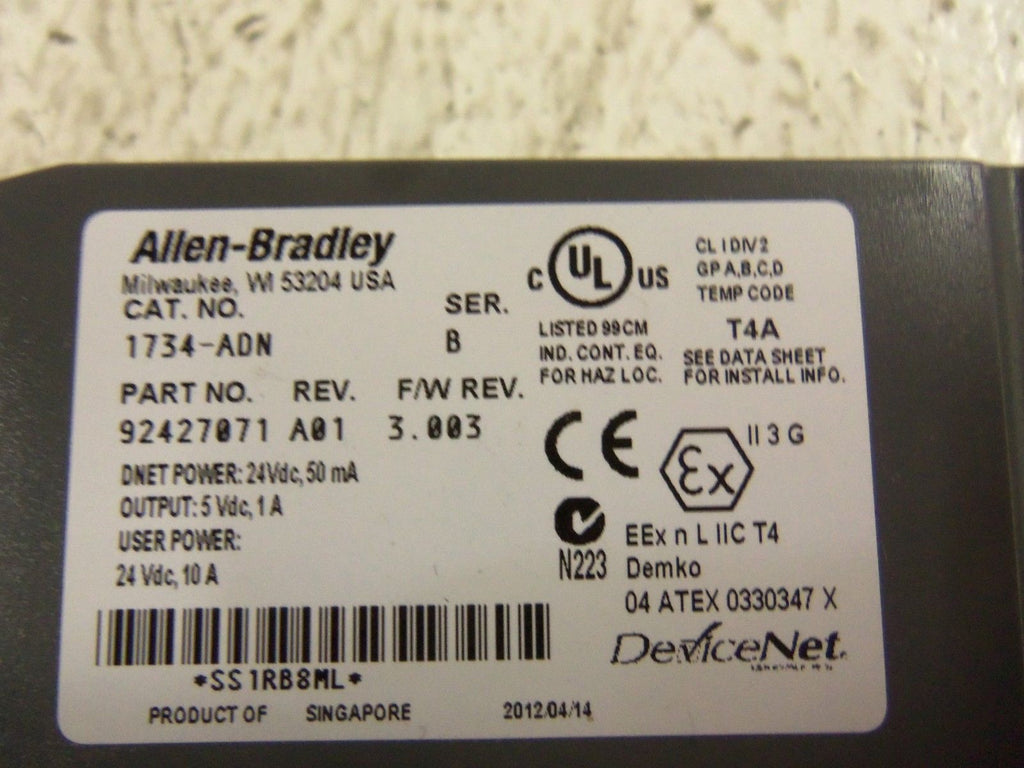 Allen-Bradley
Milwaukee, WI 53204 USA
CAT. NO. SER.
1734-ADN B
PART NO. REV. F/W REV.
92427071 A01 3.003
DNET POWER: 24Vdc, 50 mA
OUTPUT: 5 Vdc, 1 A
USER POWER:
24 Vdc, 10 A
*SS1RB8ML*
PRODUCT OF SINGAPORE 2012/04/14
C UL US
LISTED 99CM
IND. CONT. EQ.
FOR HAZ LOC.
CL I DIV 2
GP A,B,C,D
TEMP CODE
T4A
SEE DATA SHEET
FOR INSTALL INFO.
CE
Ex II 3 G
N223
EEx n L IIC T4
Demko
04 ATEX 0330347 X
DeviceNet